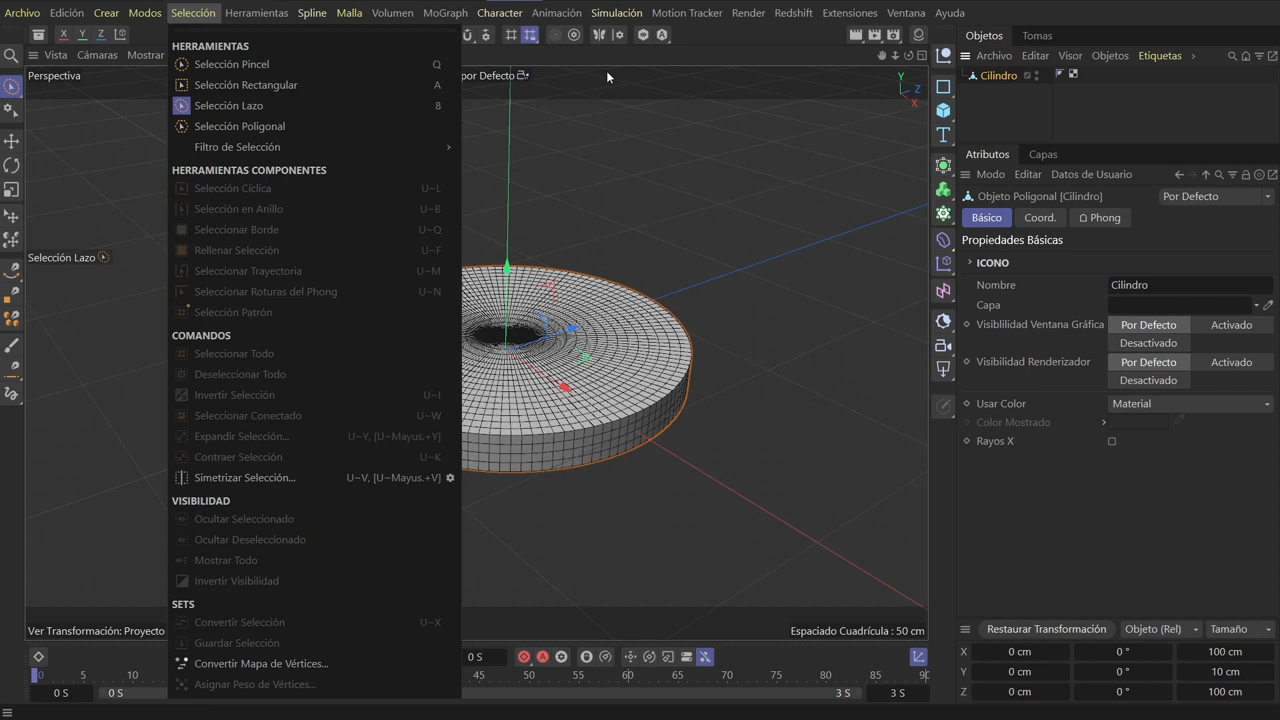 Archivo Edición Crear Modos Selección Herramientas Spline Malla Volumen MoGraph Character Animación Simulación Motion Tracker Render Redshift Extensiones Ventana Ayuda
X Y Z
Vista Cámaras Mostrar
Perspectiva
por Defecto
Selección Lazo
HERRAMIENTAS
Selección Pincel Q
Selección Rectangular A
Selección Lazo 8
Selección Poligonal
Filtro de Selección
HERRAMIENTAS COMPONENTES
Selección Cíclica U~L
Selección en Anillo U~B
Seleccionar Borde U~Q
Rellenar Selección U~F
Seleccionar Trayectoria U~M
Seleccionar Roturas del Phong U~N
Selección Patrón
COMANDOS
Seleccionar Todo
Deseleccionar Todo
Invertir Selección U~I
Seleccionar Conectado U~W
Expandir Selección... U~Y, [U~Mayus.+Y]
Contraer Selección U~K
Simetrizar Selección... U~V, [U~Mayus.+V]
VISIBILIDAD
Ocultar Seleccionado
Ocultar Deseleccionado
Mostrar Todo
Invertir Visibilidad
SETS
Convertir Selección U~X
Guardar Selección
Convertir Mapa de Vértices...
Asignar Peso de Vértices...
Y
Z
X
Ver Transformación: Proyecto
Espaciado Cuadrícula : 50 cm
0 S
0 5 10 45 50 55 60 65 70 75 80 85 90
0 S 0 S 3 S 3 S
Objetos Tomas
Archivo Editar Visor Objetos Etiquetas
Cilindro
Atributos Capas
Modo Editar Datos de Usuario
Objeto Poligonal [Cilindro] Por Defecto
Básico Coord. Phong
Propiedades Básicas
ICONO
Nombre Cilindro
Capa
Visiblilidad Ventana Gráfica Por Defecto Activado
Desactivado
Visibilidad Renderizador Por Defecto Activado
Desactivado
Usar Color Material
Color Mostrado
Rayos X
Restaurar Transformación Objeto (Rel) Tamaño
X 0 cm 0 ° 100 cm
Y 0 cm 0 ° 10 cm
Z 0 cm 0 ° 100 cm